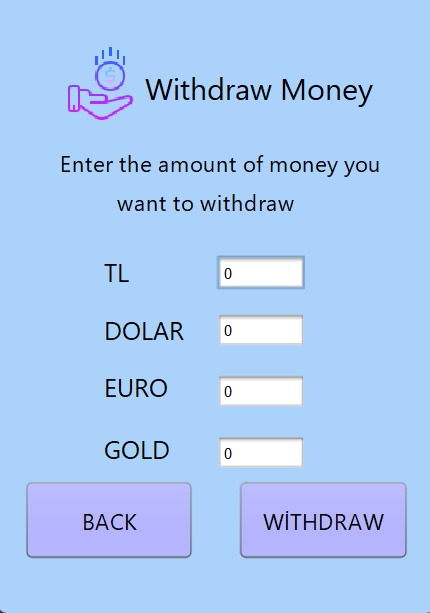 Withdraw Money
Enter the amount of money you
want to withdraw
TL 0
DOLAR 0
EURO 0
GOLD 0
BACK WİTHDRAW